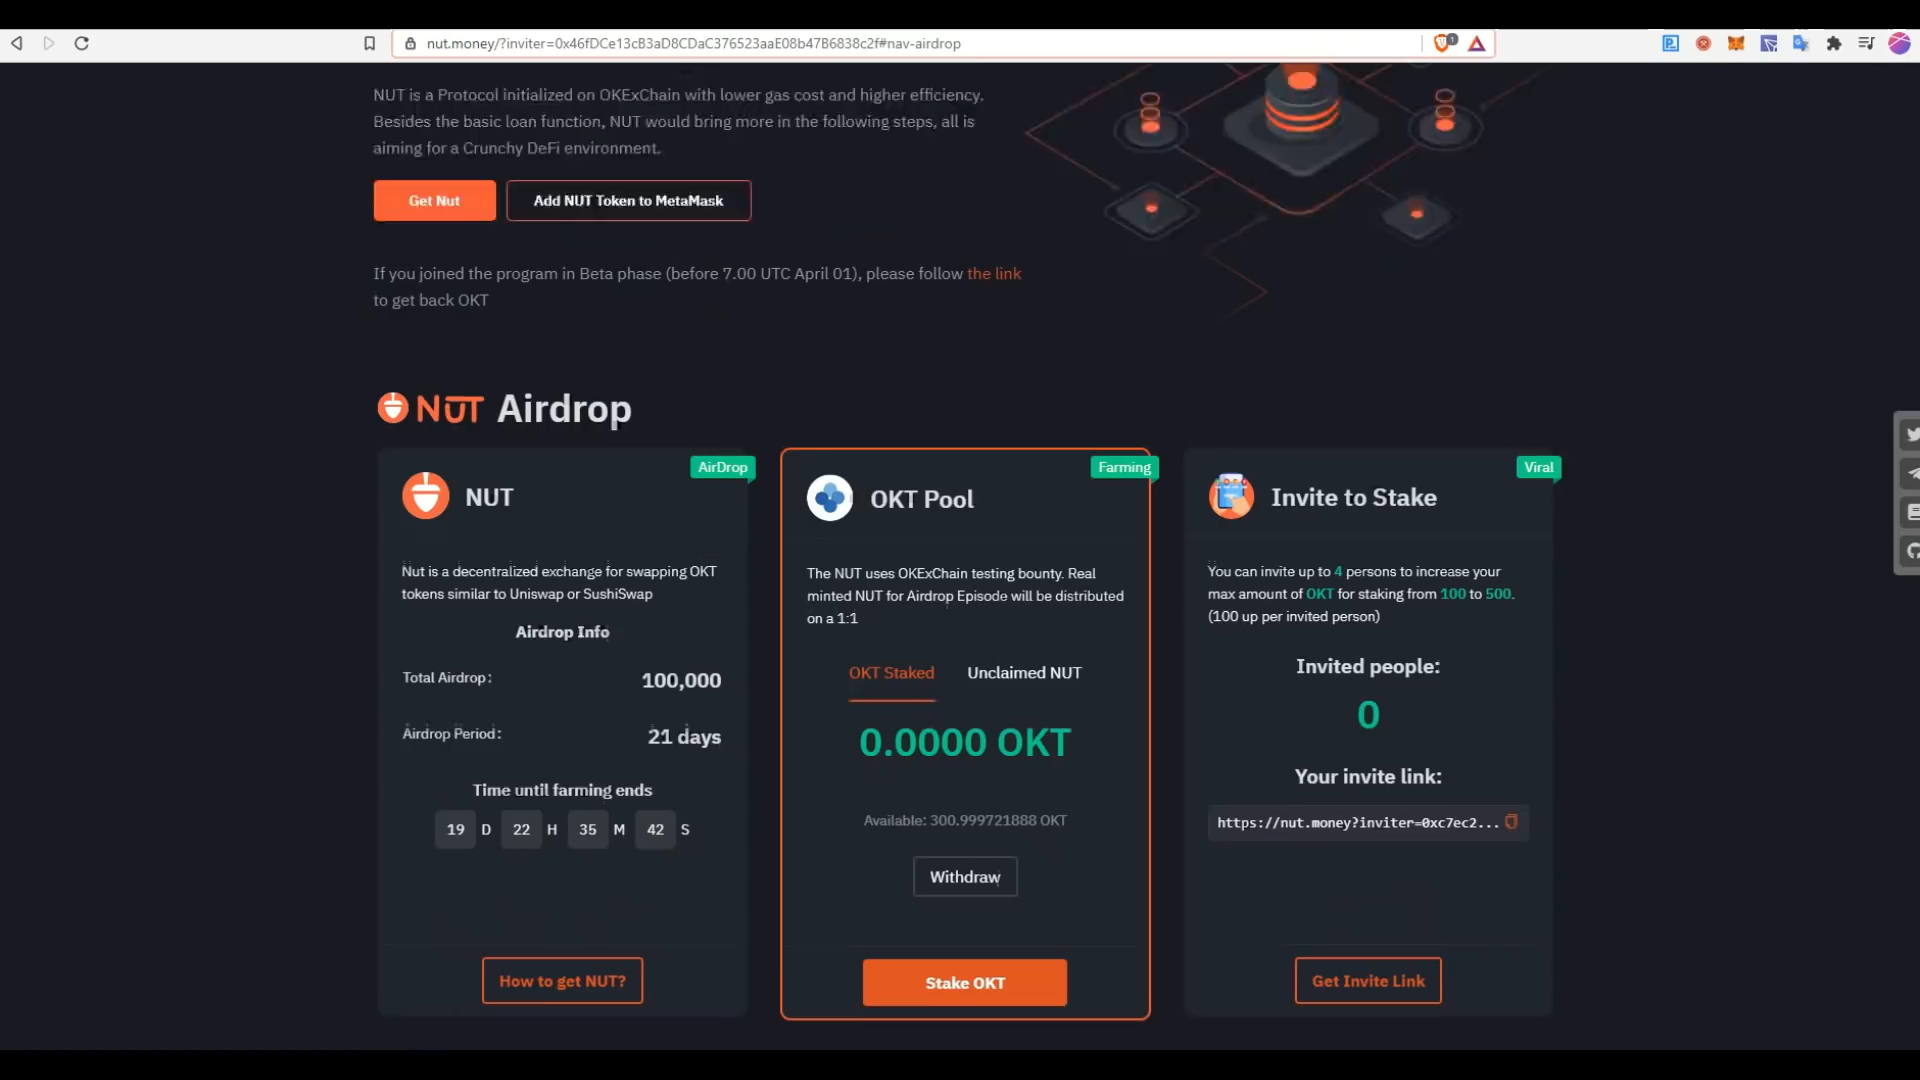 nut.money/?inviter=0x46fDCe13cB3aD8CDaC376523aaE08b47B6838c2f#nav-airdrop
1
NUT is a Protocol initialized on OKExChain with lower gas cost and higher efficiency.
Besides the basic loan function, NUT would bring more in the following steps, all is
aiming for a Crunchy DeFi environment.
Get Nut
Add NUT Token to MetaMask
If you joined the program in Beta phase (before 7.00 UTC April 01), please follow the link
to get back OKT
NUT Airdrop
AirDrop
NUT
Nut is a decentralized exchange for swapping OKT
tokens similar to Uniswap or SushiSwap
Airdrop Info
Total Airdrop: 100,000
Airdrop Period: 21 days
Time until farming ends
19 D 22 H 35 M 42 S
How to get NUT?
Farming
OKT Pool
The NUT uses OKExChain testing bounty. Real
minted NUT for Airdrop Episode will be distributed
on a 1:1
OKT Staked Unclaimed NUT
0.0000 OKT
Available: 300.999721888 OKT
Withdraw
Stake OKT
Viral
Invite to Stake
You can invite up to 4 persons to increase your
max amount of OKT for staking from 100 to 500.
(100 up per invited person)
Invited people:
0
Your invite link:
https://nut.money?inviter=0xc7ec2...
Get Invite Link